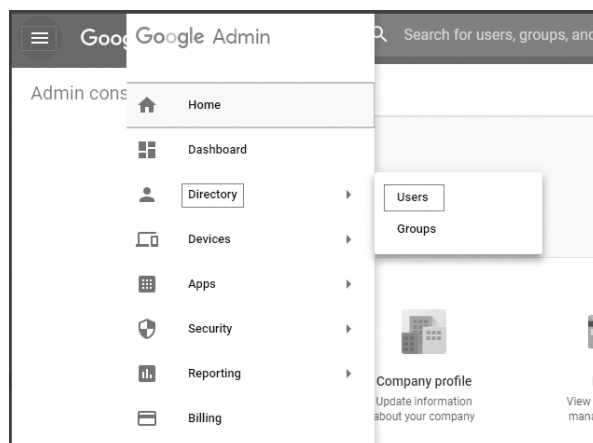 Goog
Google Admin
Search for users, groups, and
Admin cons
Home
Dashboard
Directory
Users
Groups
Devices
Apps
Security
Reporting
Billing
Company profile
Update information
about your company
View
mana